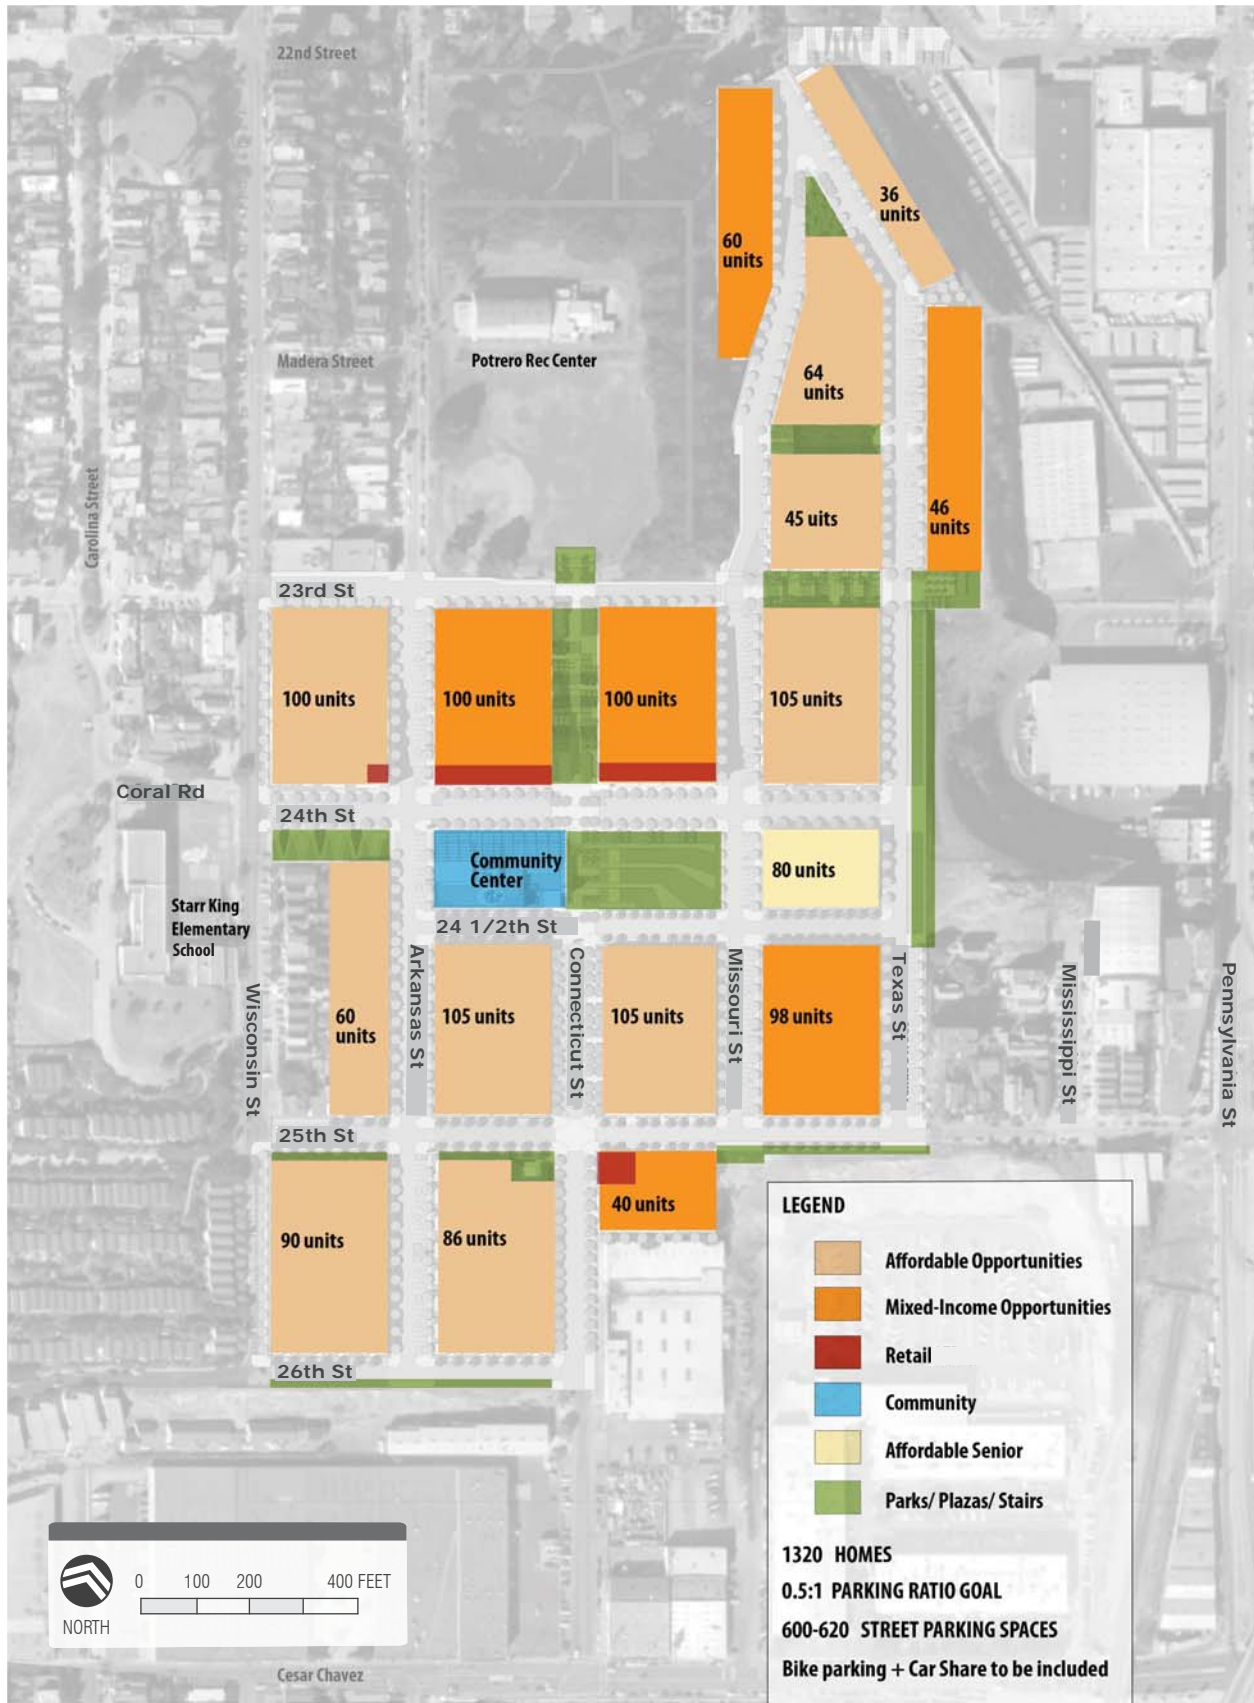 22nd Street
36
units
60
units
Madera Street
Potrero Rec Center
64
units
Carolina Street
46
units
45 uits
23rd St
100 units
100 units
100 units
105 units
Coral Rd
24th St
Community
Center
80 units
Starr King
Elementary
School
24 1/2th St
Wisconsin St
Arkansas St
Connecticut St
Missouri St
Texas St
Mississippi St
Pennsylvania St
60
units
105 units
105 units
98 units
25th St
90 units
86 units
40 units
26th St
LEGEND
Affordable Opportunities
Mixed-Income Opportunities
Retail
Community
Affordable Senior
Parks/ Plazas/ Stairs
1320 HOMES
0.5:1 PARKING RATIO GOAL
600-620 STREET PARKING SPACES
Bike parking + Car Share to be included
0 100 200 400 FEET
NORTH
Cesar Chavez